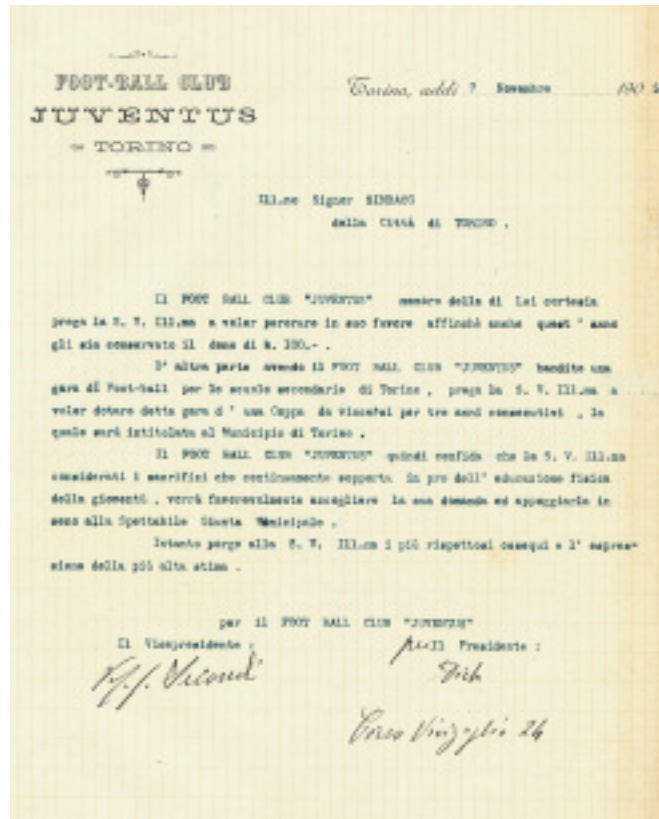 FOOT-BALL CLUB
JUVENTUS
TORINO
Torino, addì 7 Novembre 190
Ill.mo Signor SINDACO
della Città di TORINO .
Il FOOT BALL CLUB "JUVENTUS" memore della di Lei cortesia
prega la S. V. Ill.ma a voler perorare in suo favore affinchè anche quest ' anno
gli sia conservato il dono di 100.- .
D' altra parte avendo il FOOT BALL CLUB "JUVENTUS" bandito una
gara di Foot-ball per le scuole secondarie di Torino , prega la S. V. Ill.ma a
voler dotare detta gara d ' una Coppa da vincersi per tre anni consecutivi , la
quale sarà intitolata al Municipio di Torino .
Il FOOT BALL CLUB "JUVENTUS" quindi confida che la S. V. Ill.ma
considerati i sacrifici che continuamente sopporta in pro dell' educazione fisica
della gioventù , vorrà favorevolmente accogliere la sua domanda ed appoggiarla in
seno alla Spettabile Giunta Municipale .
Intanto porge alla S. V. Ill.ma i più rispettosi ossequi e l' espres-
sione della più alta stima .
per il FOOT BALL CLUB "JUVENTUS"
Il Vicepresidente : Il Presidente :
Dick
Corso Vinzaglio 26